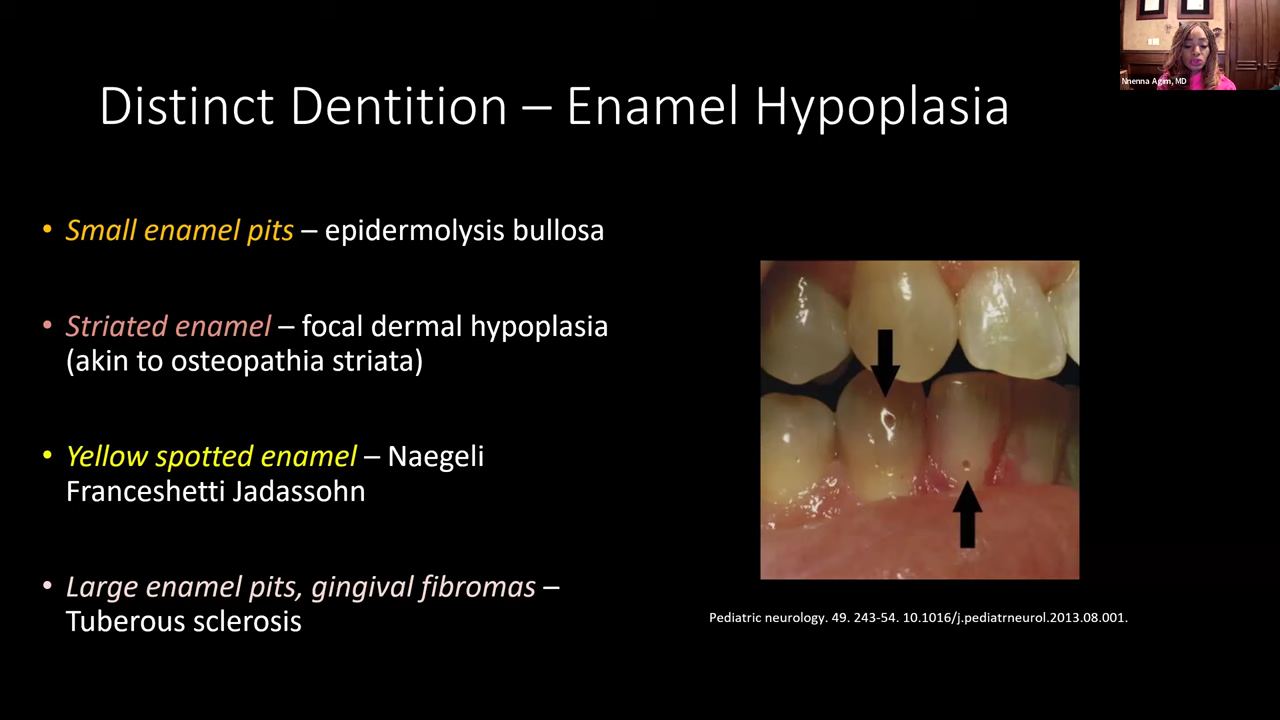 Nnenna Agim, MD
Distinct Dentition – Enamel Hypoplasia
• Small enamel pits – epidermolysis bullosa
• Striated enamel – focal dermal hypoplasia
(akin to osteopathia striata)
• Yellow spotted enamel – Naegeli
Franceshetti Jadassohn
• Large enamel pits, gingival fibromas –
Tuberous sclerosis
Pediatric neurology. 49. 243-54. 10.1016/j.pediatrneurol.2013.08.001.